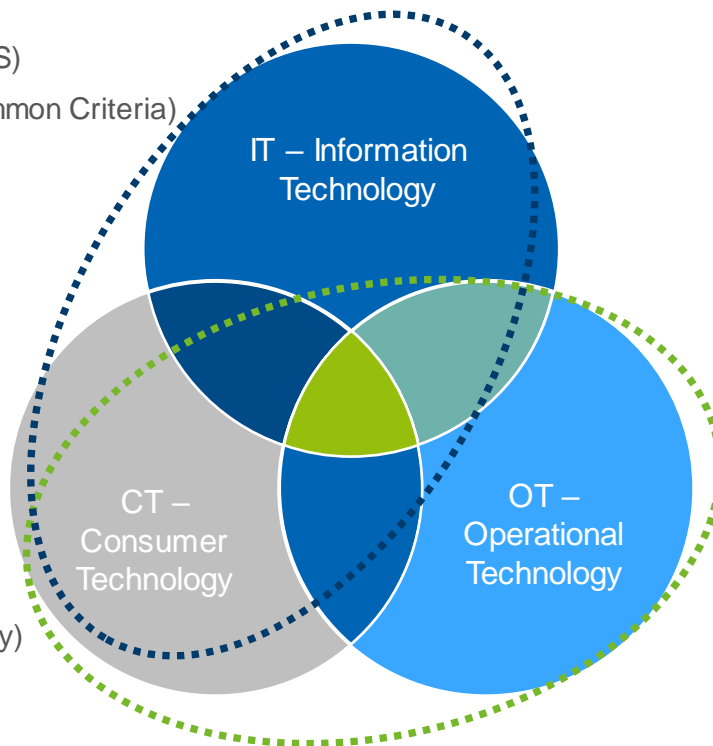 S)
mmon Criteria)
IT – Information
Technology
CT –
Consumer
Technology
OT –
Operational
Technology
y)